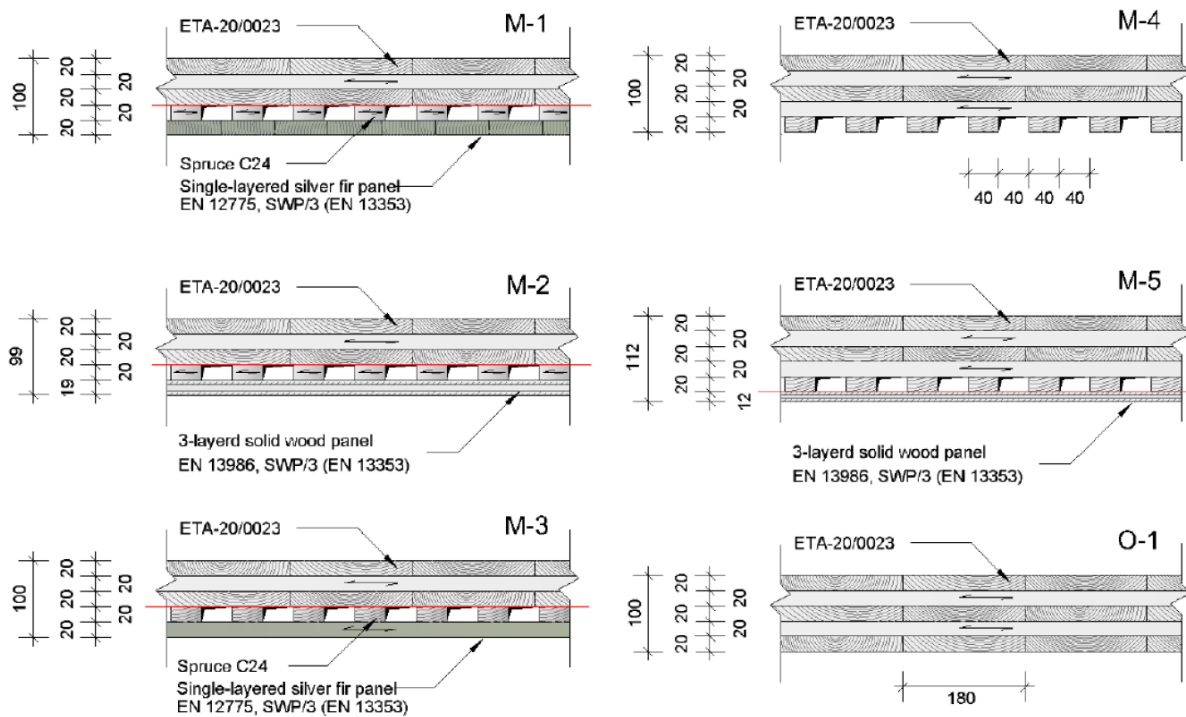 ETA-20/0023
M-1
100
20
20
20
20
20
Spruce C24
Single-layered silver fir panel
EN 12775, SWP/3 (EN 13353)
ETA-20/0023
M-4
100
20
20
20
20
20
40
40
40
40
ETA-20/0023
M-2
99
20
20
20
20
19
3-layerd solid wood panel
EN 13986, SWP/3 (EN 13353)
ETA-20/0023
M-5
112
20
20
20
20
20
12
3-layerd solid wood panel
EN 13986, SWP/3 (EN 13353)
ETA-20/0023
M-3
100
20
20
20
20
20
Spruce C24
Single-layered silver fir panel
EN 12775, SWP/3 (EN 13353)
ETA-20/0023
O-1
100
20
20
20
20
20
180